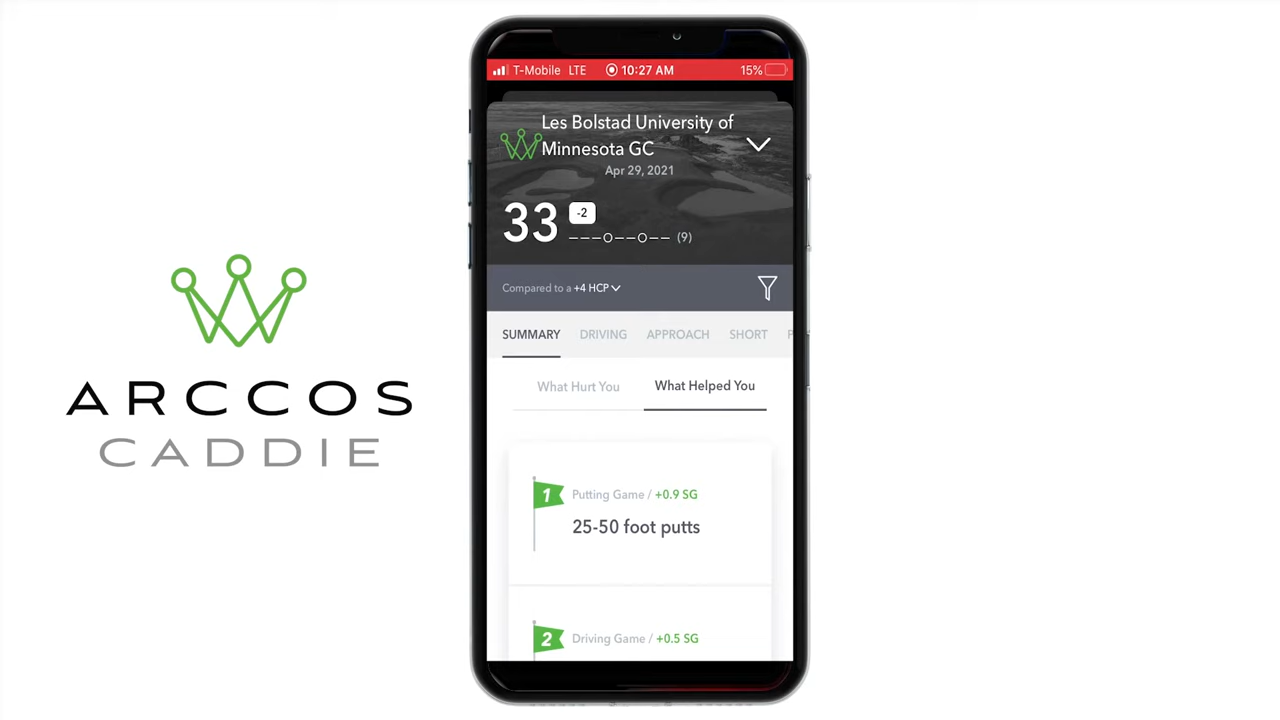 T-Mobile LTE 10:27 AM 15%
Les Bolstad University of
Minnesota GC
Apr 29, 2021
33 -2
(9)
Compared to a +4 HCP
SUMMARY DRIVING APPROACH SHORT P
What Hurt You What Helped You
1 Putting Game / +0.9 SG
25-50 foot putts
2 Driving Game / +0.5 SG
ARCCOS
CADDIE